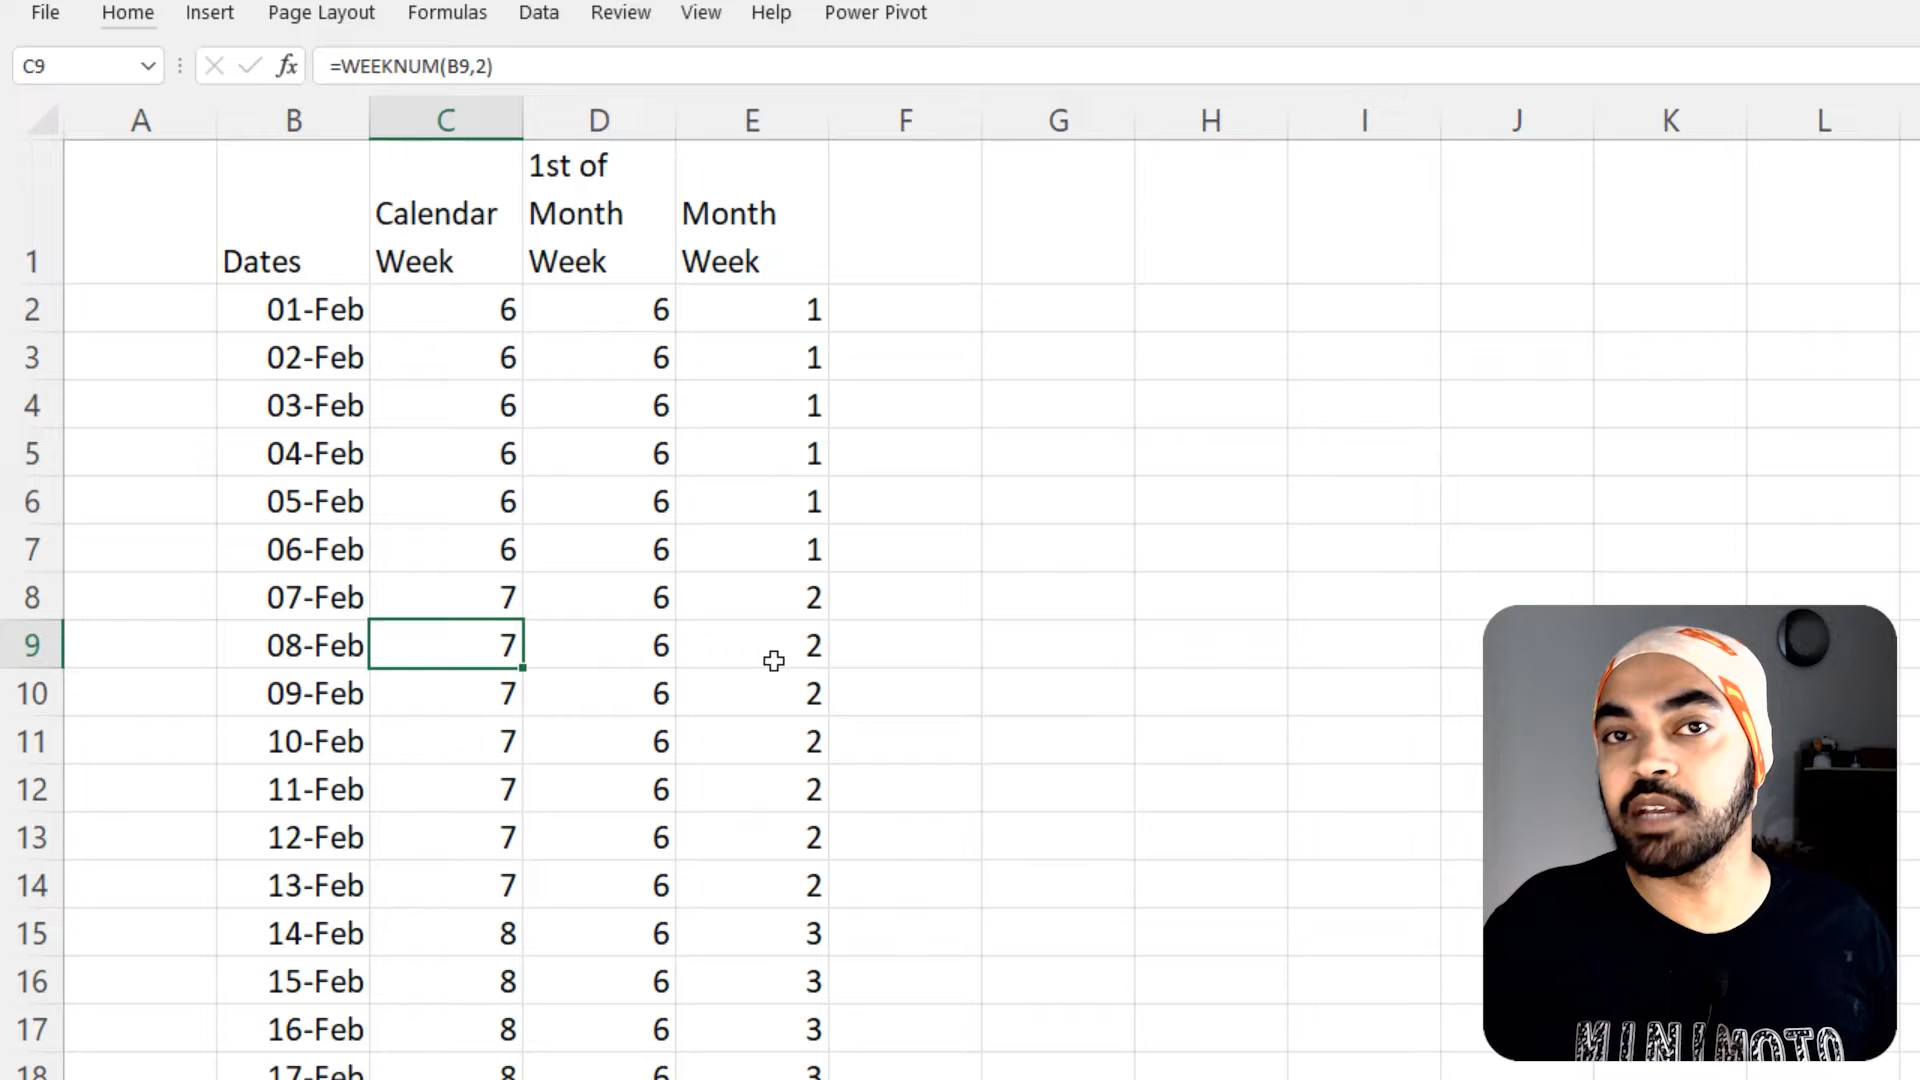 File Home Insert Page Layout Formulas Data Review View Help Power Pivot
C9 fx =WEEKNUM(B9,2)
A B C D E F G H I J K L
1 Dates Calendar Week 1st of Month Week Month Week
2 01-Feb 6 6 1
3 02-Feb 6 6 1
4 03-Feb 6 6 1
5 04-Feb 6 6 1
6 05-Feb 6 6 1
7 06-Feb 6 6 1
8 07-Feb 7 6 2
9 08-Feb 7 6 2
10 09-Feb 7 6 2
11 10-Feb 7 6 2
12 11-Feb 7 6 2
13 12-Feb 7 6 2
14 13-Feb 7 6 2
15 14-Feb 8 6 3
16 15-Feb 8 6 3
17 16-Feb 8 6 3
18 17-Feb 8 6 3
MINIMOTO